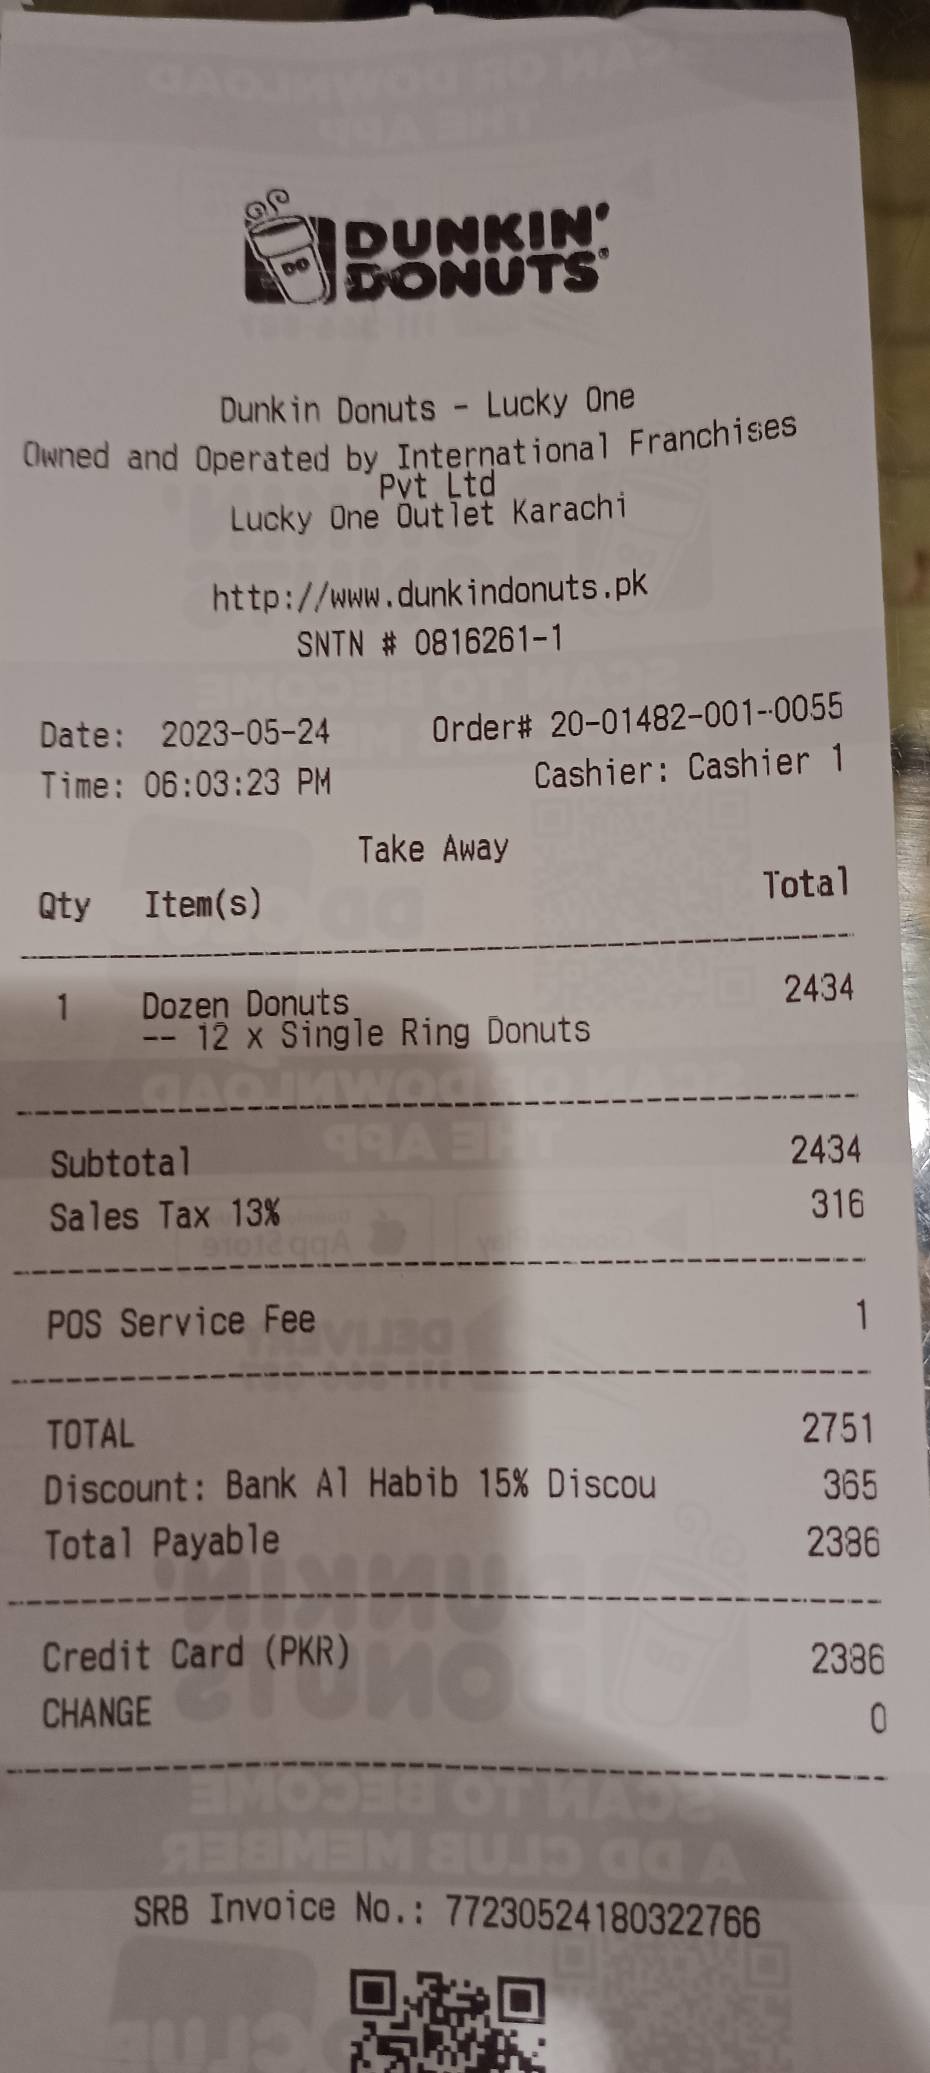 DUNKIN'
DONUTS®
DD
Dunkin Donuts - Lucky One
Owned and Operated by International Franchises
Pvt Ltd
Lucky One Outlet Karachi
http://www.dunkindonuts.pk
SNTN # 0816261-1
Date: 2023-05-24 Order# 20-01482-001-0055
Time: 06:03:23 PM Cashier: Cashier 1
Take Away
Qty Item(s) Total
1 Dozen Donuts 2434
-- 12 x Single Ring Donuts
Subtotal 2434
Sales Tax 13% 316
POS Service Fee 1
TOTAL 2751
Discount: Bank Al Habib 15% Discou 365
Total Payable 2386
Credit Card (PKR) 2386
CHANGE 0
SRB Invoice No.: 77230524180322766